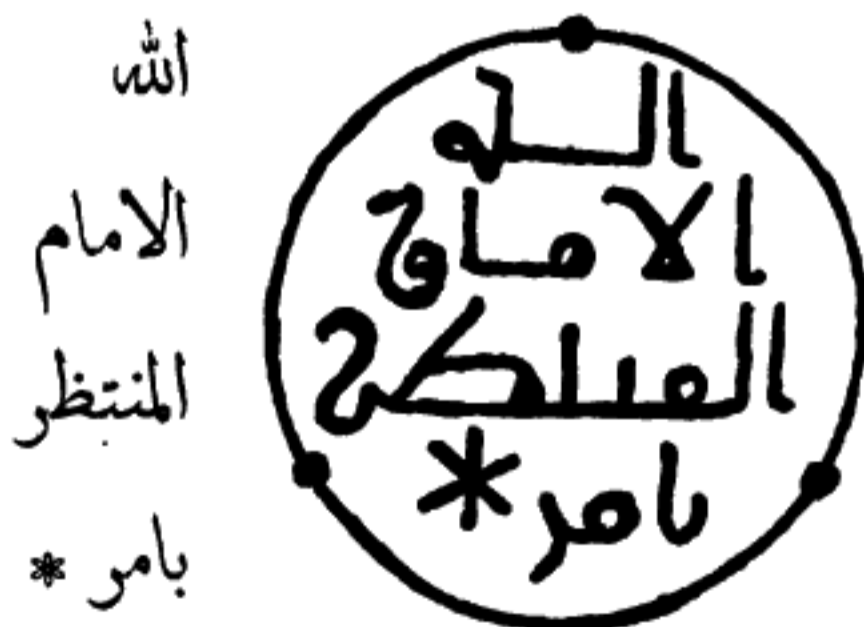 الله
الامام
المنتظر
بامر *
الله
الامام
المنتظر
بامر *